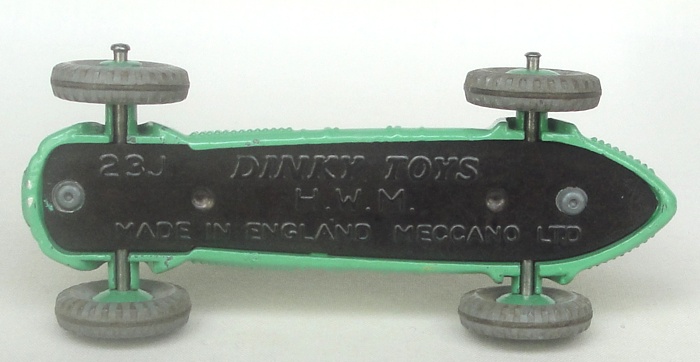 23J DINKY TOYS
H.W.M.
MADE IN ENGLAND MECCANO LTD